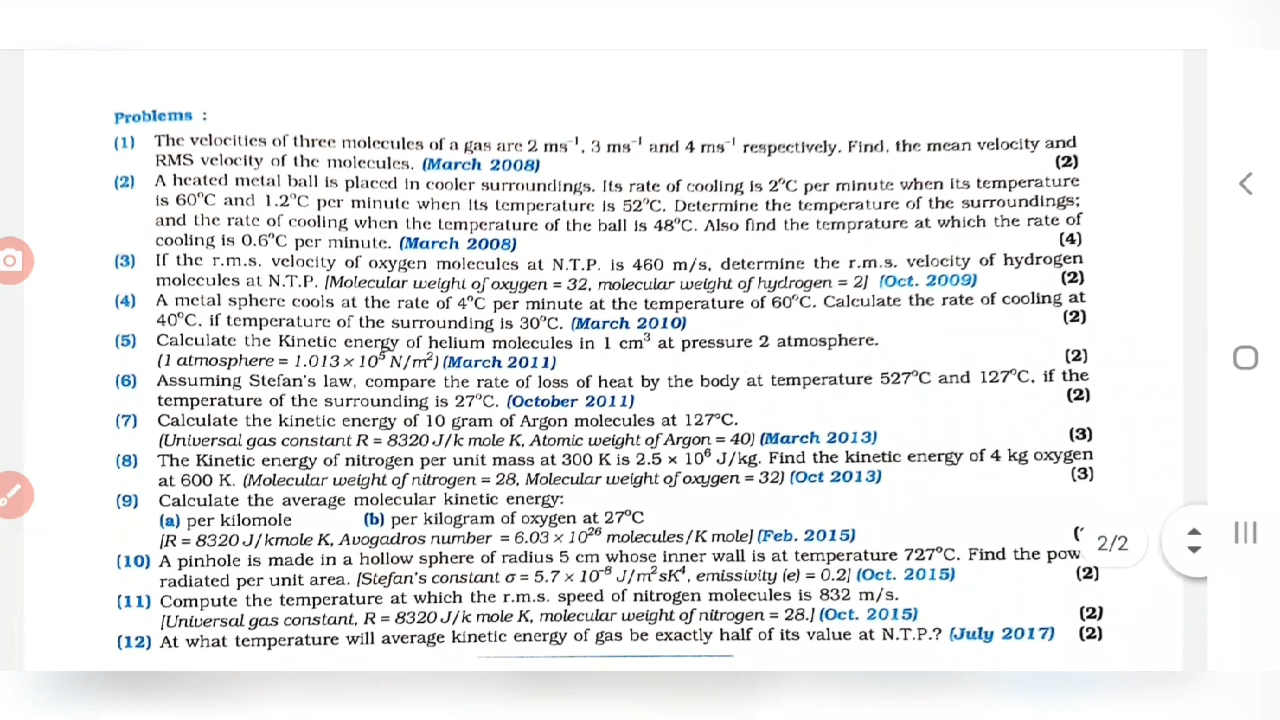 Problems :
(1) The velocities of three molecules of a gas are 2 ms⁻¹, 3 ms⁻¹ and 4 ms⁻¹ respectively. Find, the mean velocity and
RMS velocity of the molecules. (March 2008) (2)
(2) A heated metal ball is placed in cooler surroundings. Its rate of cooling is 2°C per minute when its temperature
is 60°C and 1.2°C per minute when its temperature is 52°C. Determine the temperature of the surroundings;
and the rate of cooling when the temperature of the ball is 48°C. Also find the temprature at which the rate of
cooling is 0.6°C per minute. (March 2008) (4)
(3) If the r.m.s. velocity of oxygen molecules at N.T.P. is 460 m/s, determine the r.m.s. velocity of hydrogen
molecules at N.T.P. [Molecular weight of oxygen = 32, molecular weight of hydrogen = 2] (Oct. 2009) (2)
(4) A metal sphere cools at the rate of 4°C per minute at the temperature of 60°C. Calculate the rate of cooling at
40°C. if temperature of the surrounding is 30°C. (March 2010) (2)
(5) Calculate the Kinetic energy of helium molecules in 1 cm³ at pressure 2 atmosphere.
(1 atmosphere = 1.013 × 10⁵ N/m²) (March 2011) (2)
(6) Assuming Stefan's law, compare the rate of loss of heat by the body at temperature 527°C and 127°C, if the
temperature of the surrounding is 27°C. (October 2011) (2)
(7) Calculate the kinetic energy of 10 gram of Argon molecules at 127°C.
(Universal gas constant R = 8320 J/k mole K, Atomic weight of Argon = 40) (March 2013) (3)
(8) The Kinetic energy of nitrogen per unit mass at 300 K is 2.5 × 10⁶ J/kg. Find the kinetic energy of 4 kg oxygen
at 600 K. (Molecular weight of nitrogen = 28, Molecular weight of oxygen = 32) (Oct 2013) (3)
(9) Calculate the average molecular kinetic energy:
(a) per kilomole (b) per kilogram of oxygen at 27°C
[R = 8320 J/kmole K, Avogadros number = 6.03 × 10²⁶ molecules/K mole] (Feb. 2015) (
2/2
(10) A pinhole is made in a hollow sphere of radius 5 cm whose inner wall is at temperature 727°C. Find the pow
radiated per unit area. [Stefan's constant σ = 5.7 × 10⁻⁸ J/m²sK⁴, emissivity (e) = 0.2] (Oct. 2015) (2)
(11) Compute the temperature at which the r.m.s. speed of nitrogen molecules is 832 m/s.
[Universal gas constant, R = 8320 J/k mole K, molecular weight of nitrogen = 28.] (Oct. 2015) (2)
(12) At what temperature will average kinetic energy of gas be exactly half of its value at N.T.P.? (July 2017) (2)